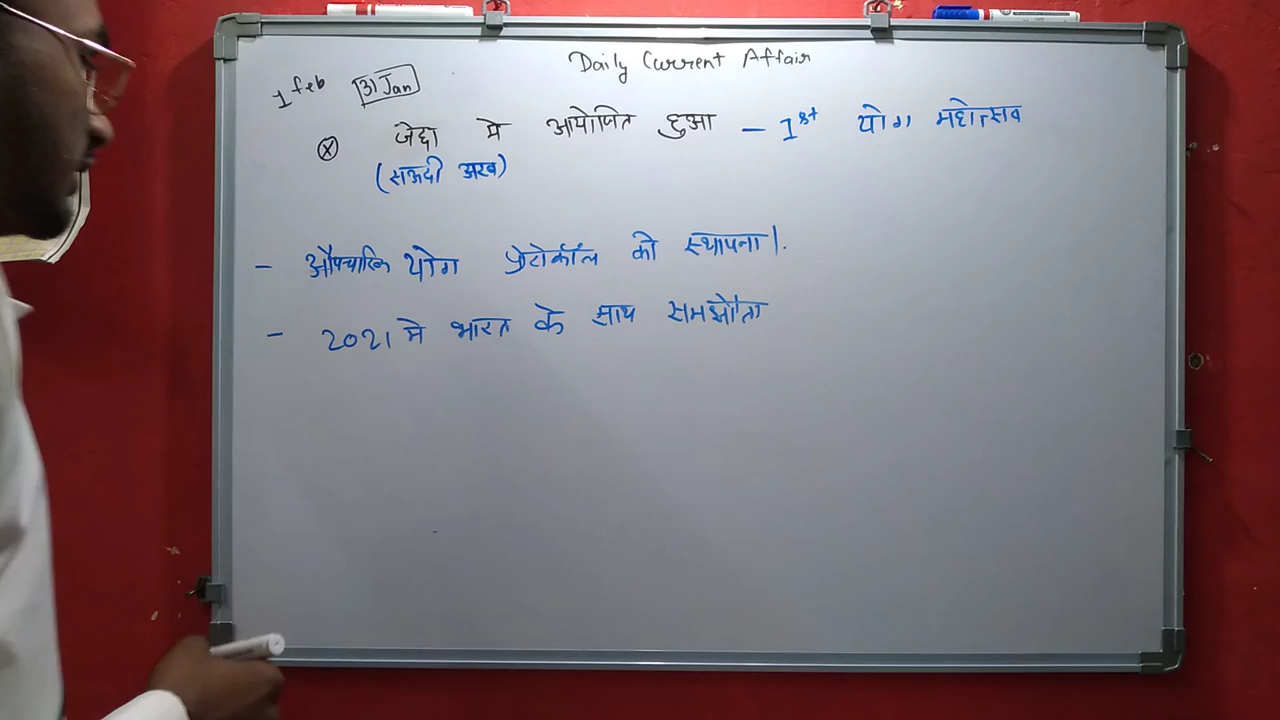 Daily Current Affair
1 feb 31 Jan
ⓧ जेद्दा मे आयोजित हुआ – 1st योग महोत्सव
(सऊदी अरब)
– औपचारिक योग प्रोटोकॉल की स्थापना।.
– 2021 मे भारत के साथ समझौता